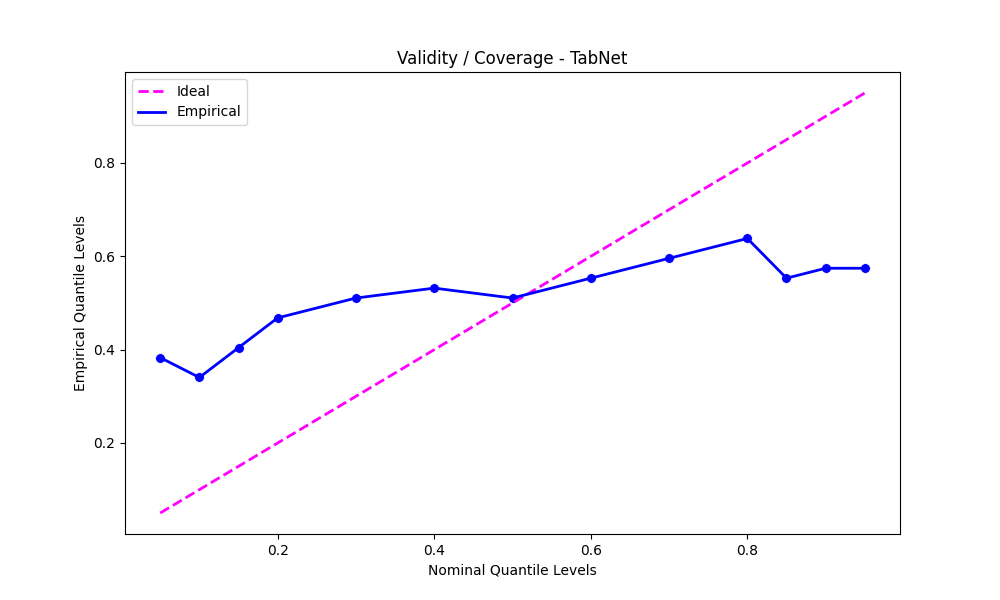 Validity / Coverage - TabNet
Ideal
Empirical
Empirical Quantile Levels
0.8
0.6
0.4
0.2
0.2 0.4 0.6 0.8
Nominal Quantile Levels